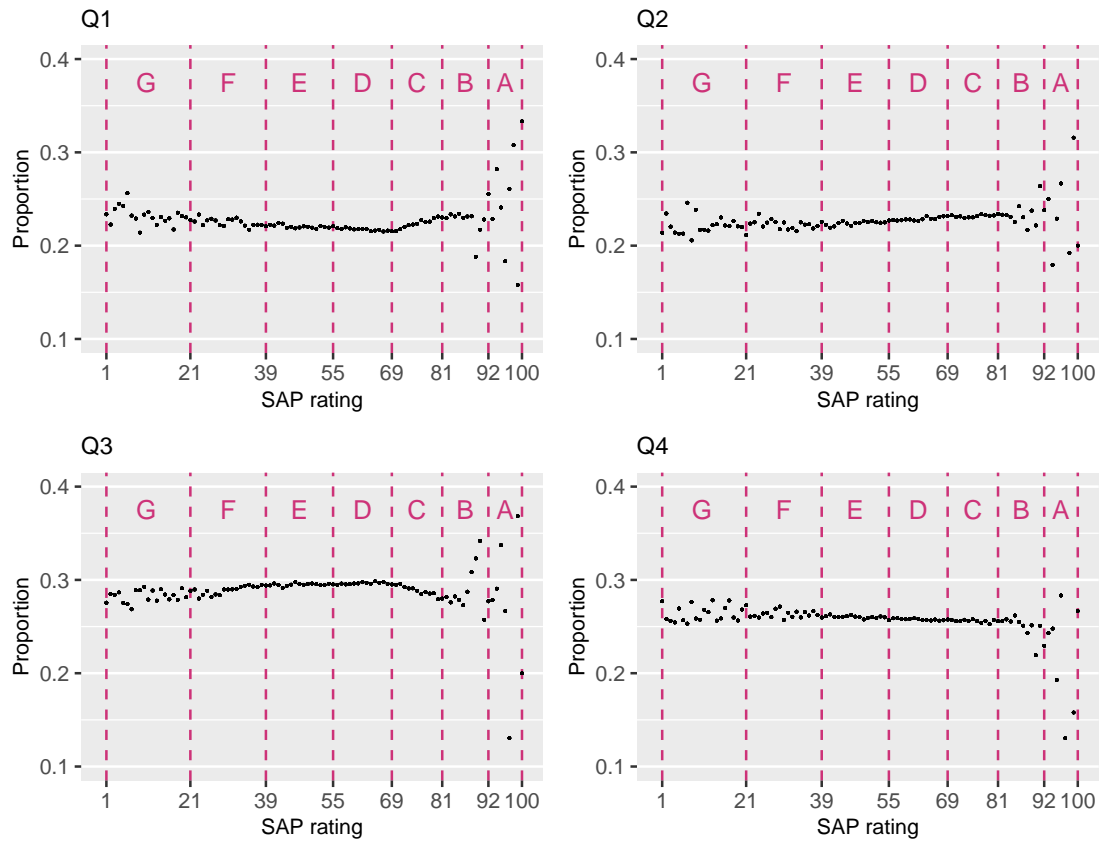 Q1
0.4
0.3
0.2
0.1
Proportion
G F E D C B A
1 21 39 55 69 81 92 100
SAP rating
Q2
0.4
0.3
0.2
0.1
Proportion
G F E D C B A
1 21 39 55 69 81 92 100
SAP rating
Q3
0.4
0.3
0.2
0.1
Proportion
G F E D C B A
1 21 39 55 69 81 92 100
SAP rating
Q4
0.4
0.3
0.2
0.1
Proportion
G F E D C B A
1 21 39 55 69 81 92 100
SAP rating